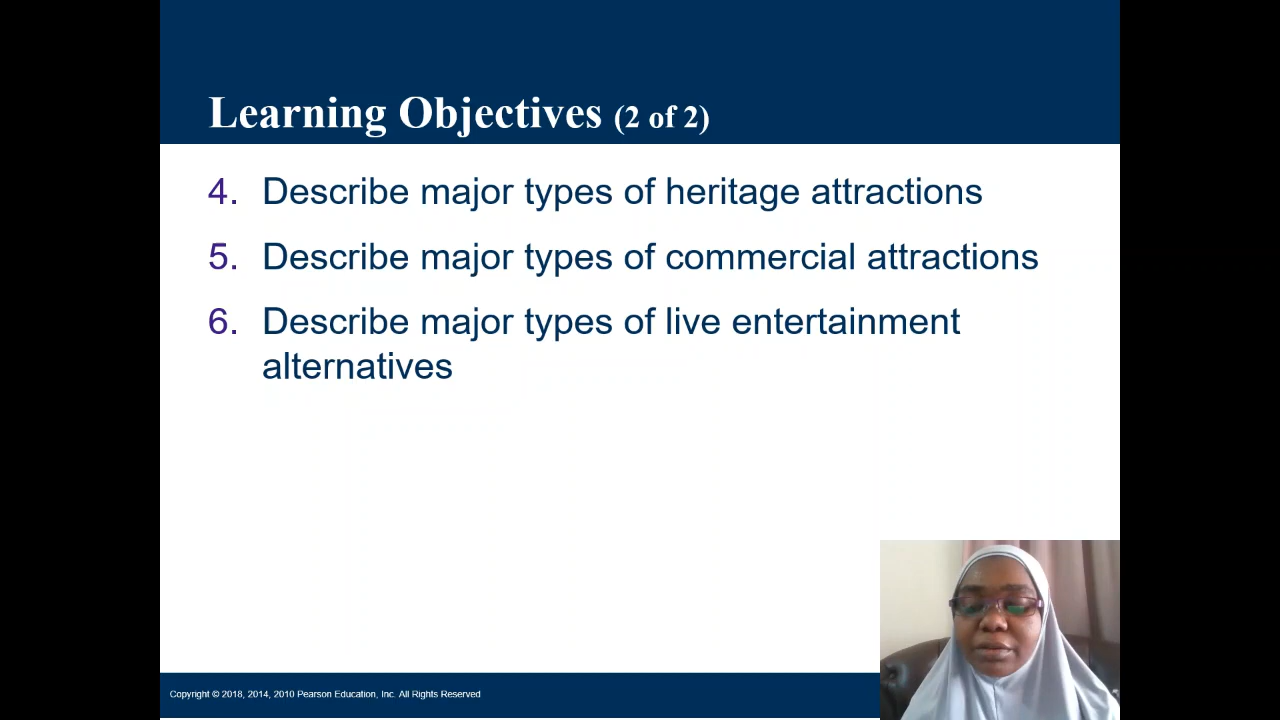 Learning Objectives (2 of 2)
4. Describe major types of heritage attractions
5. Describe major types of commercial attractions
6. Describe major types of live entertainment
alternatives
Copyright © 2018, 2014, 2010 Pearson Education, Inc. All Rights Reserved